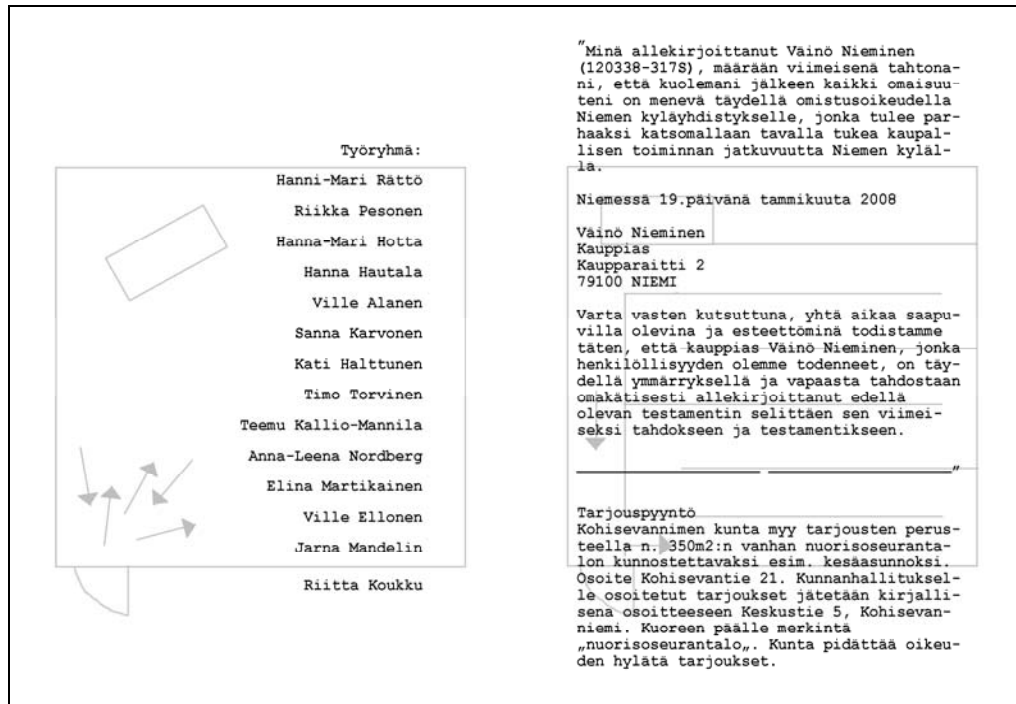 Työryhmä:
Hanni-Mari Rättö
Riikka Pesonen
Hanna-Mari Hotta
Hanna Hautala
Ville Alanen
Sanna Karvonen
Kati Halttunen
Timo Torvinen
Teemu Kallio-Mannila
Anna-Leena Nordberg
Elina Martikainen
Ville Ellonen
Jarna Mandelin
Riitta Koukku
"Minä allekirjoittanut Väinö Nieminen
(120338-317S), määrään viimeisenä tahtona-
ni, että kuolemani jälkeen kaikki omaisuu-
teni on menevä täydellä omistusoikeudella
Niemen kyläyhdistykselle, jonka tulee par-
haaksi katsomallaan tavalla tukea kaupal-
lisen toiminnan jatkuvuutta Niemen kyläl-
la.
Niemessä 19.päivänä tammikuuta 2008
Väinö Nieminen
Kauppias
Kaupparaitti 2
79100 NIEMI
Varta vasten kutsuttuna, yhtä aikaa saapu-
villa olevina ja esteettöminä todistamme
täten, että kauppias Väinö Nieminen, jonka
henkilöllisyyden olemme todenneet, on täy-
dellä ymmärryksellä ja vapaasta tahdostaan
omakätisesti allekirjoittanut edellä
olevan testamentin selittäen sen viimei-
seksi tahdokseen ja testamentikseen.
"
Tarjouspyyntö
Kohisevannimen kunta myy tarjousten perus-
teella n. 350m2:n vanhan nuorisoseuranta-
lon kunnostettavaksi esim. kesäasunnoksi.
Osoite Kohisevantie 21. Kunnanhallituksel-
le osoitetut tarjoukset jätetään kirjalli-
sena osoitteeseen Keskustie 5, Kohisevan-
niemi. Kuoreen päälle merkintä
„nuorisoseurantalo„. Kunta pidättää oikeu-
den hylätä tarjoukset.